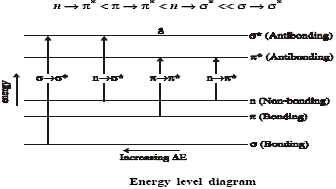 n → π* < π → π* < n → σ* << σ → σ*
a
σ* (Antibonding)
π* (Antibonding)
σ→σ* n→σ* π→π* n→π*
energy
n (Non-bonding)
π (Bonding)
σ (Bonding)
Increasing ΔE
Energy level diagram